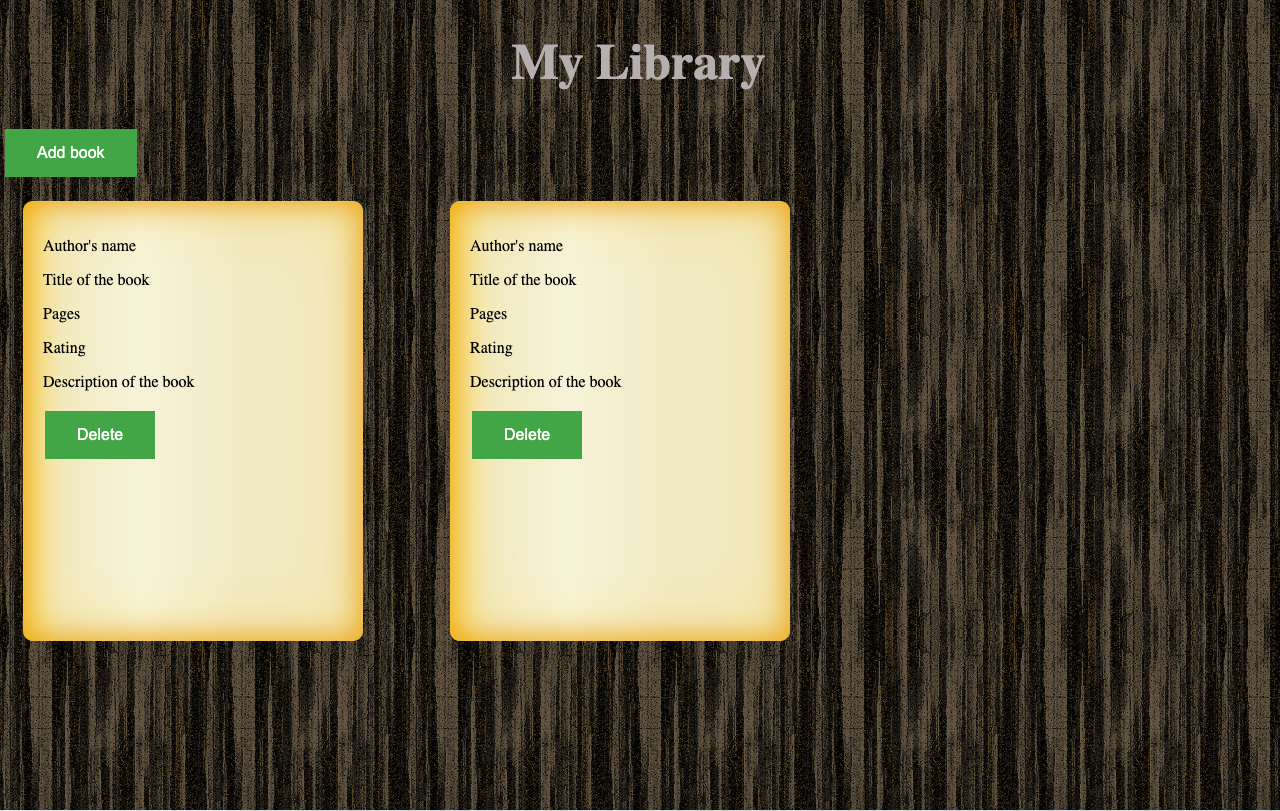 My Library
Add book
Author's name
Title of the book
Pages
Rating
Description of the book
Delete
Author's name
Title of the book
Pages
Rating
Description of the book
Delete